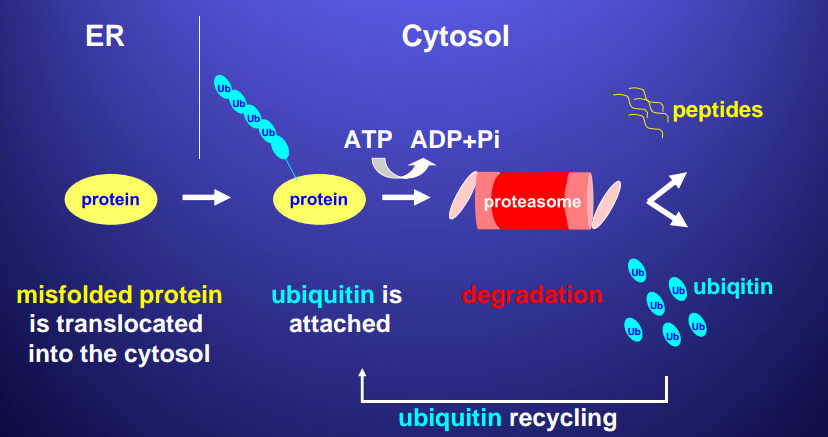 ER
Cytosol
Ub
Ub
Ub
Ub
peptides
ATP ADP+Pi
protein
protein
proteasome
misfolded protein
is translocated
into the cytosol
ubiquitin is
attached
degradation
Ub
Ub
Ub
Ub
Ub
Ub
ubiqitin
ubiquitin recycling